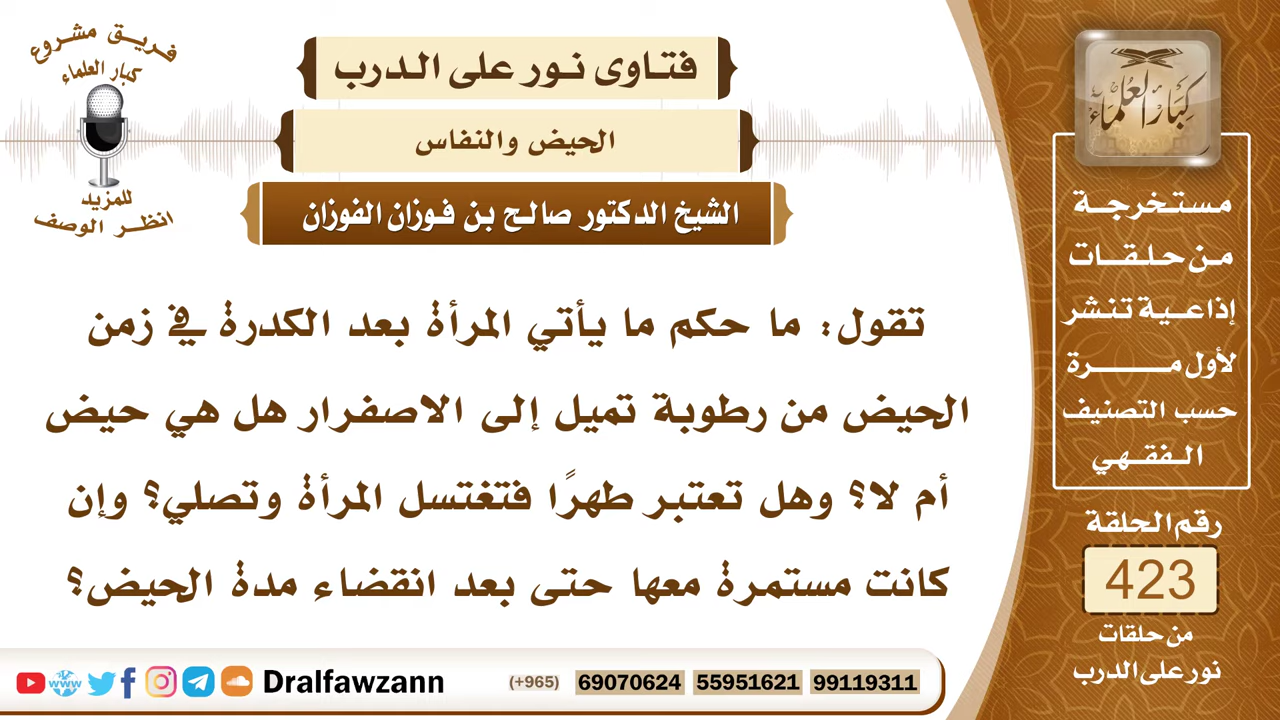 فريق مشروع
كبار العلماء
للمزيد
انظر الوصف
فتاوى نور على الدرب
الحيض والنفاس
الشيخ الدكتور صالح بن فوزان الفوزان
تقول: ما حكم ما يأتي المرأة بعد الكدرة في زمن
الحيض من رطوبة تميل إلى الاصفرار هل هي حيض
أم لا؟ وهل تعتبر طهرًا فتغتسل المرأة وتصلي؟ وإن
كانت مستمرة معها حتى بعد انقضاء مدة الحيض؟
كبار العلماء
مستخرجة
من حلقات
إذاعية تنشر
لأول مرة
حسب التصنيف
الفقهي
رقم الحلقة
423
من حلقات
نور على الدرب
www Dralfawzann (+965) 69070624 55951621 99119311